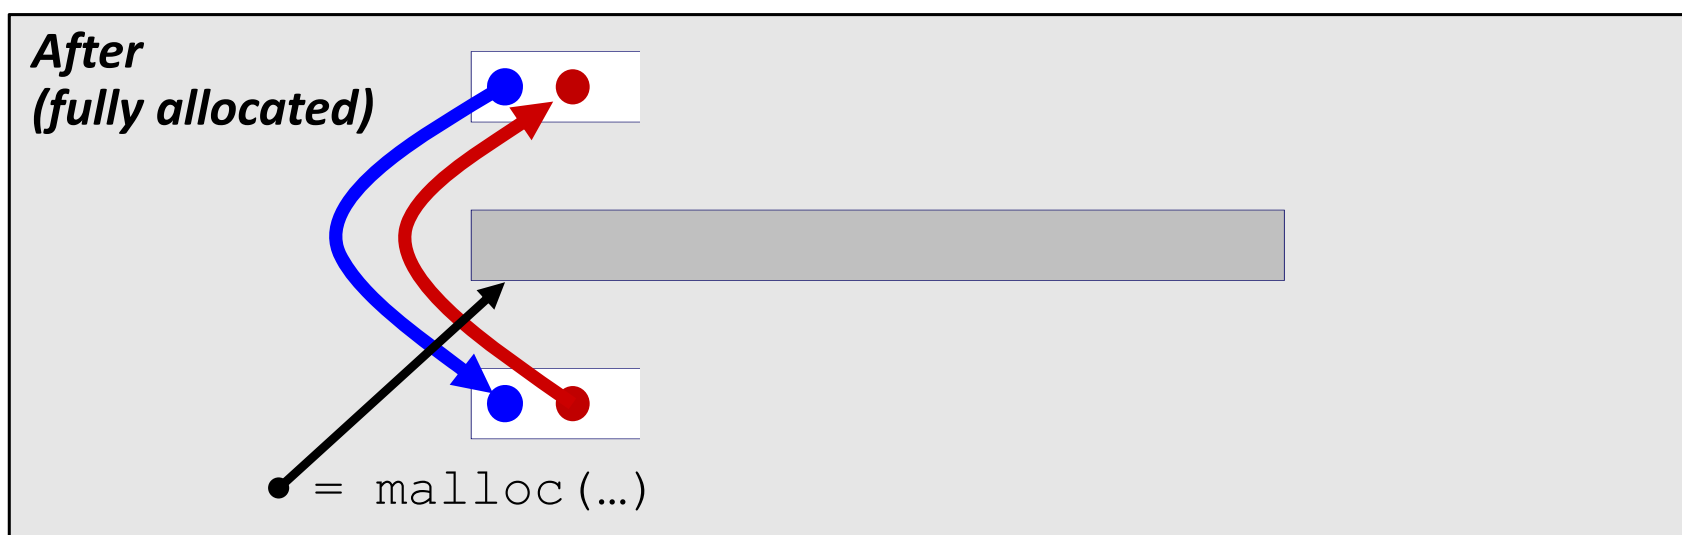 After
(fully allocated)
= malloc(…)